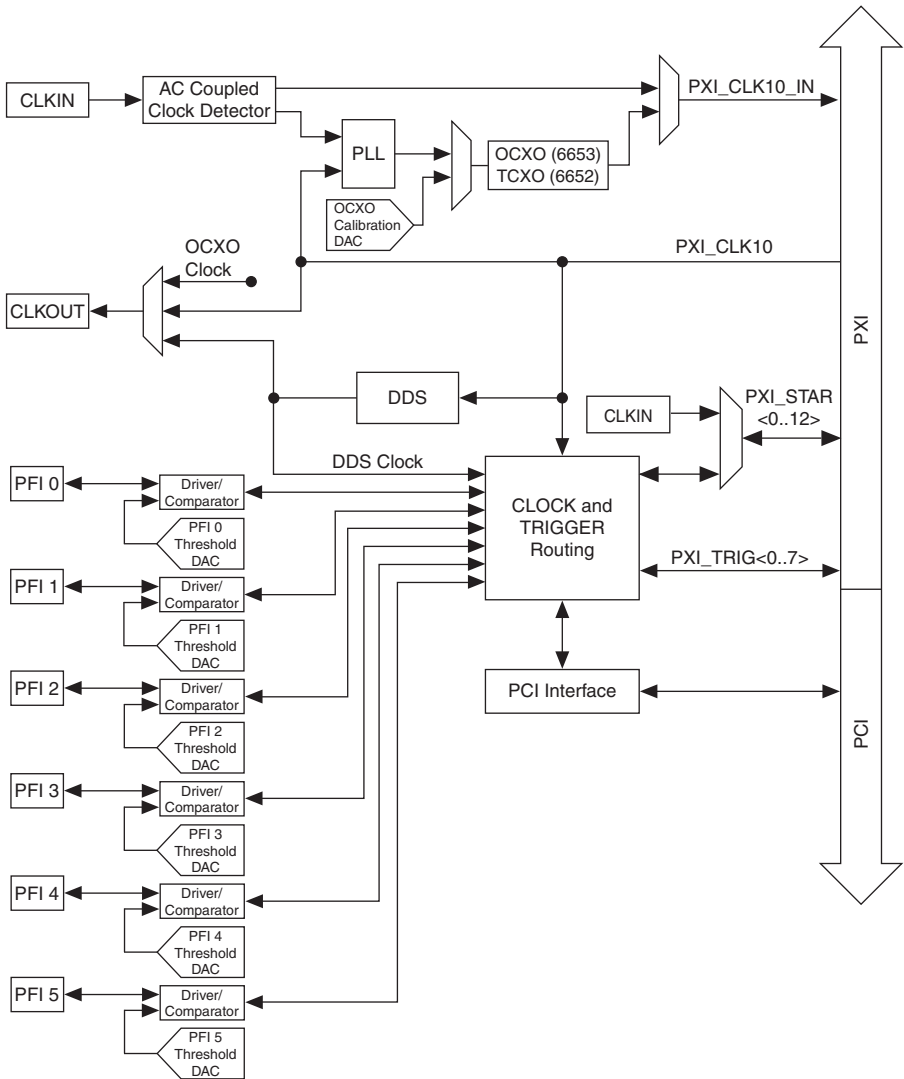 CLKIN
AC Coupled
Clock Detector
PXI_CLK10_IN
PLL
OCXO (6653)
TCXO (6652)
OCXO
Calibration
DAC
OCXO
Clock
PXI_CLK10
CLKOUT
PXI
DDS
CLKIN
PXI_STAR
<0..12>
DDS Clock
CLOCK and
TRIGGER
Routing
PXI_TRIG<0..7>
PFI 0
Driver/
Comparator
PFI 0
Threshold
DAC
PFI 1
Driver/
Comparator
PFI 1
Threshold
DAC
PCI Interface
PCI
PFI 2
Driver/
Comparator
PFI 2
Threshold
DAC
PFI 3
Driver/
Comparator
PFI 3
Threshold
DAC
PFI 4
Driver/
Comparator
PFI 4
Threshold
DAC
PFI 5
Driver/
Comparator
PFI 5
Threshold
DAC